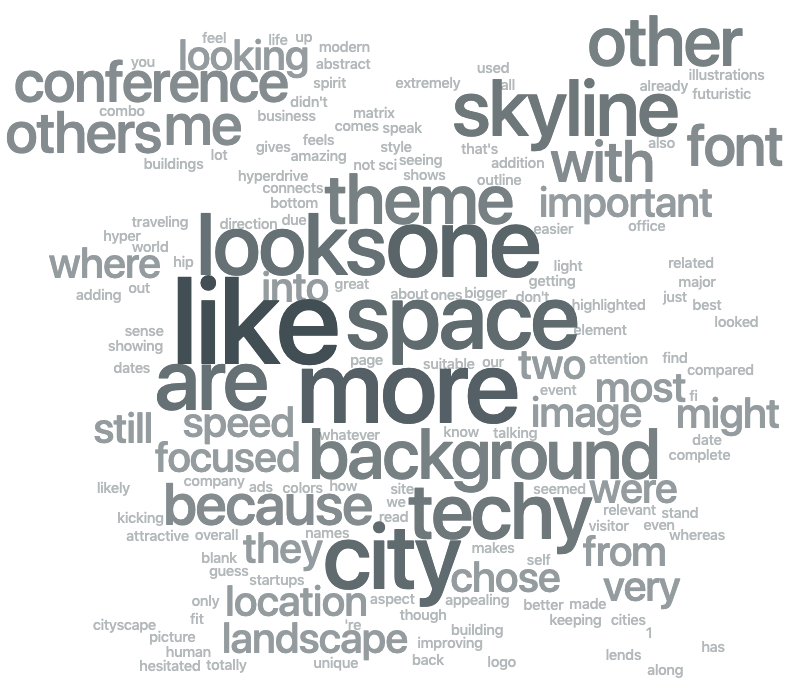 feel life up modern
you looking abstract
other
conference spirit extremely used all illustrations
already futuristic
combo didn't skyline
others me business matrix
comes speak
buildings lot gives feels style that's with also font
amazing not sci seeing addition
hyperdrive shows outline
connects theme important
bottom
traveling direction due easier office
hyper looks one
world
where hip light related
adding out into great about ones bigger don't getting major
highlighted just best
like space element looked
sense
showing
dates page suitable our two attention find compared
are more event most fi
still speed image might
whatever know talking date
focused background complete
likely company ads colors how site seemed were
because we techy relevant stand
kicking read visitor even
attractive overall names whereas
blank they city makes from
guess self
startups chose very
only location aspect appealing better made
fit though keeping cities
cityscape 're building 1
picture landscape improving has
human
hesitated totally unique back logo lends
along